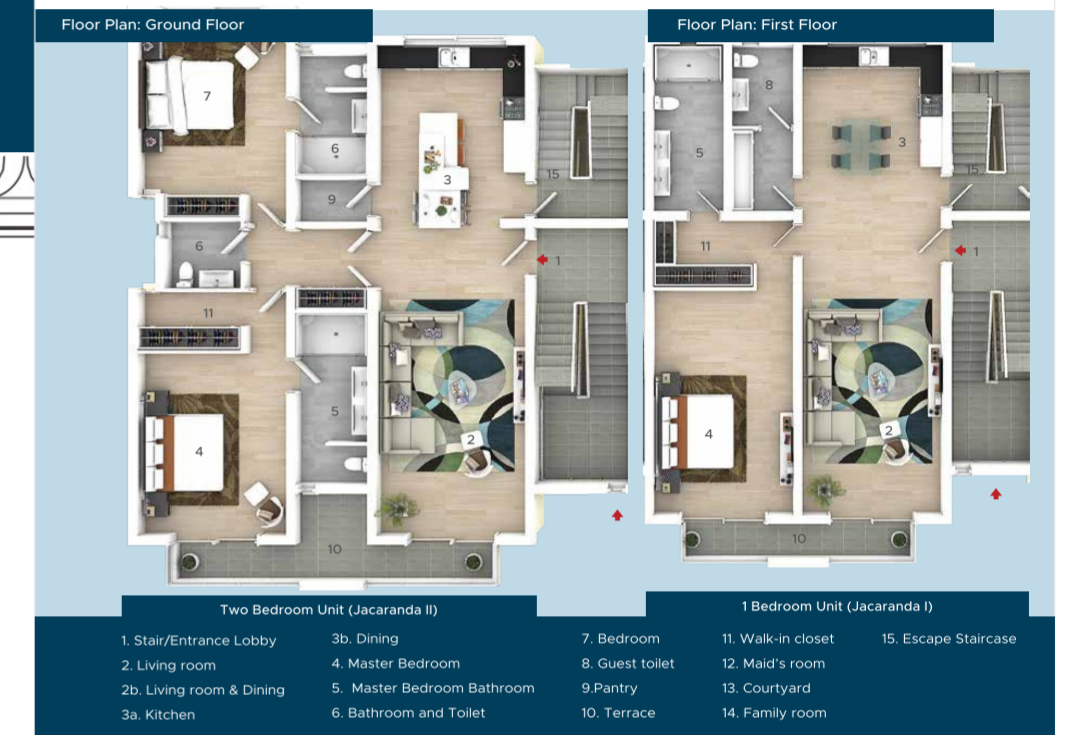 Floor Plan: Ground Floor
Floor Plan: First Floor
7
6
9
3
15
6
1
11
5
4
2
10
8
5
3
15
11
1
4
2
10
Two Bedroom Unit (Jacaranda II)
1 Bedroom Unit (Jacaranda I)
1. Stair/Entrance Lobby
2. Living room
2b. Living room & Dining
3a. Kitchen
3b. Dining
4. Master Bedroom
5. Master Bedroom Bathroom
6. Bathroom and Toilet
7. Bedroom
8. Guest toilet
9.Pantry
10. Terrace
11. Walk-in closet
12. Maid's room
13. Courtyard
14. Family room
15. Escape Staircase